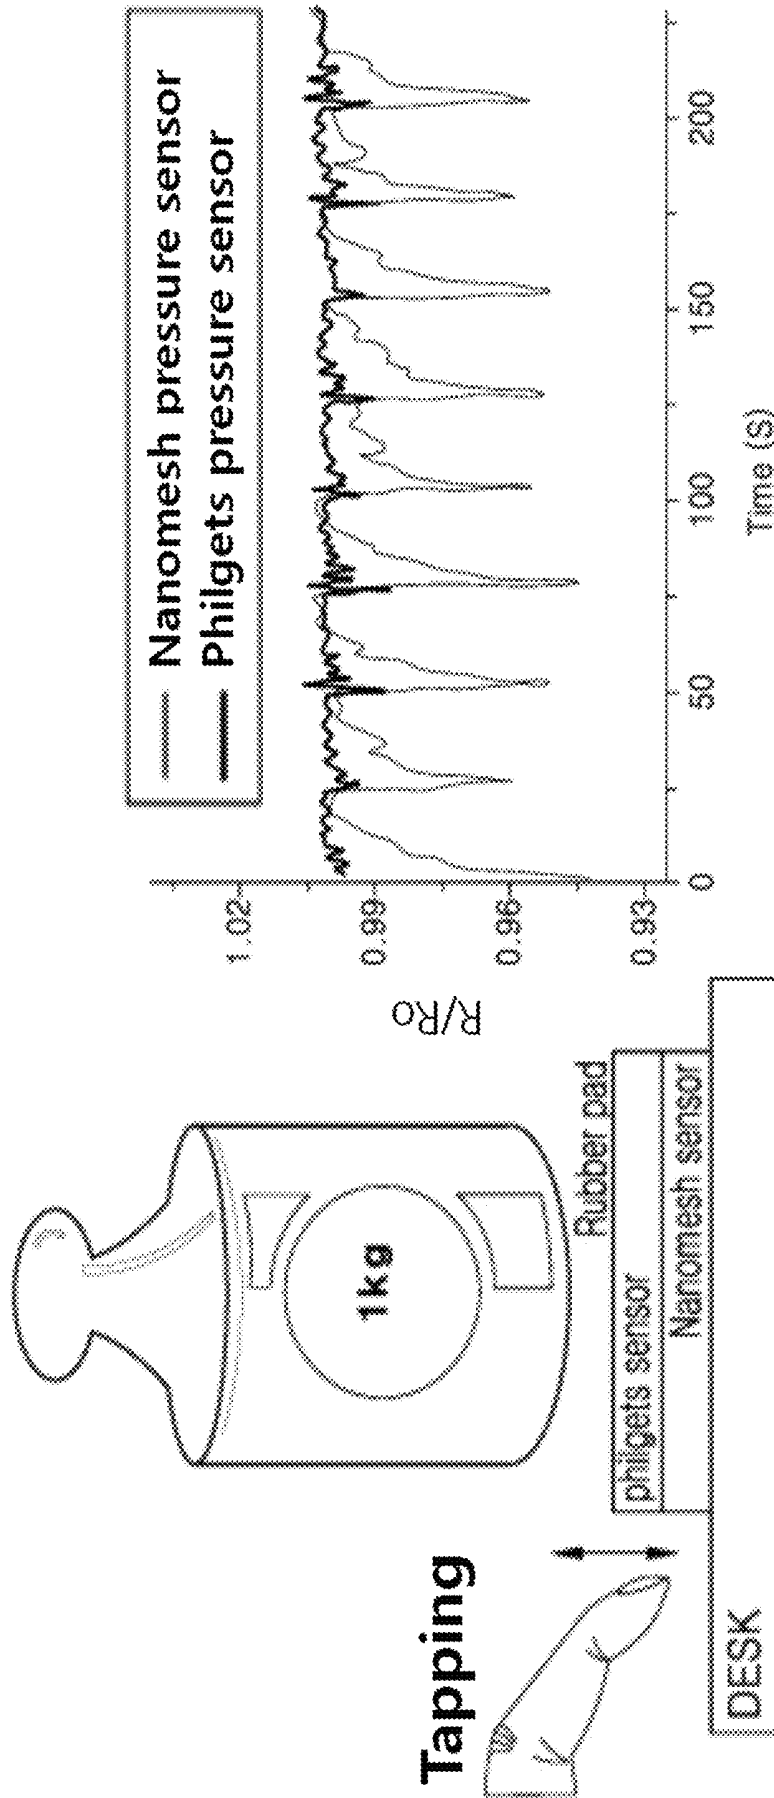 Tapping
1kg
Rubber pad
philgets sensor
Nanomesh sensor
DESK
Nanomesh pressure sensor
Philgets pressure sensor
R/Ro
1.02
0.99
0.96
0.93
0
50
100
150
200
Time (S)